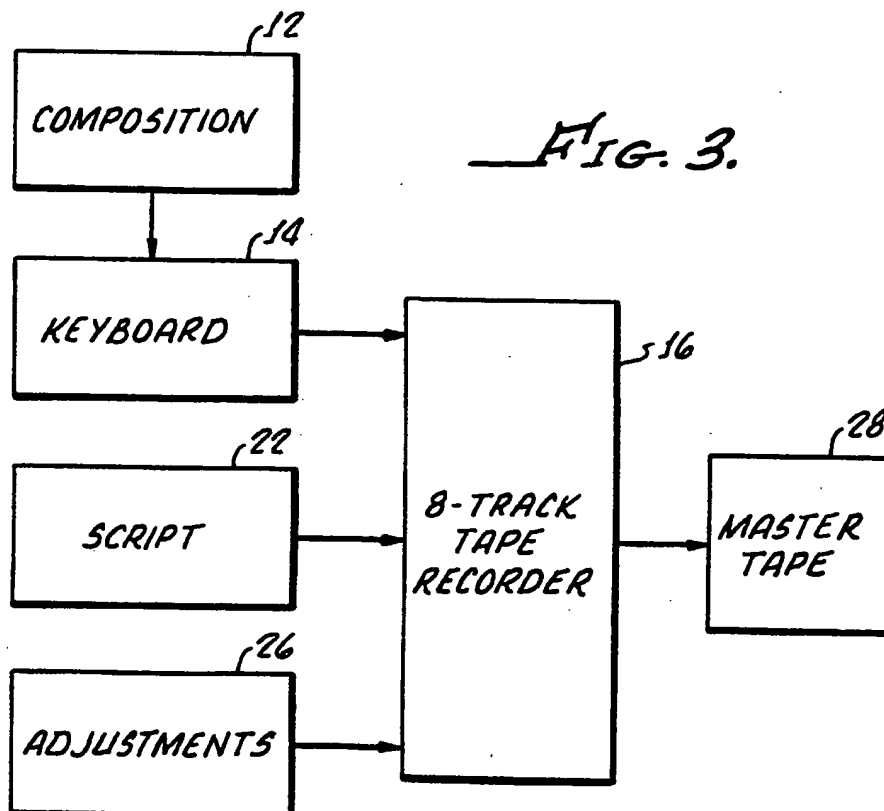 12
COMPOSITION
FIG. 3.
14
KEYBOARD
16
22
28
SCRIPT
8-TRACK
TAPE
RECORDER
MASTER
TAPE
26
ADJUSTMENTS